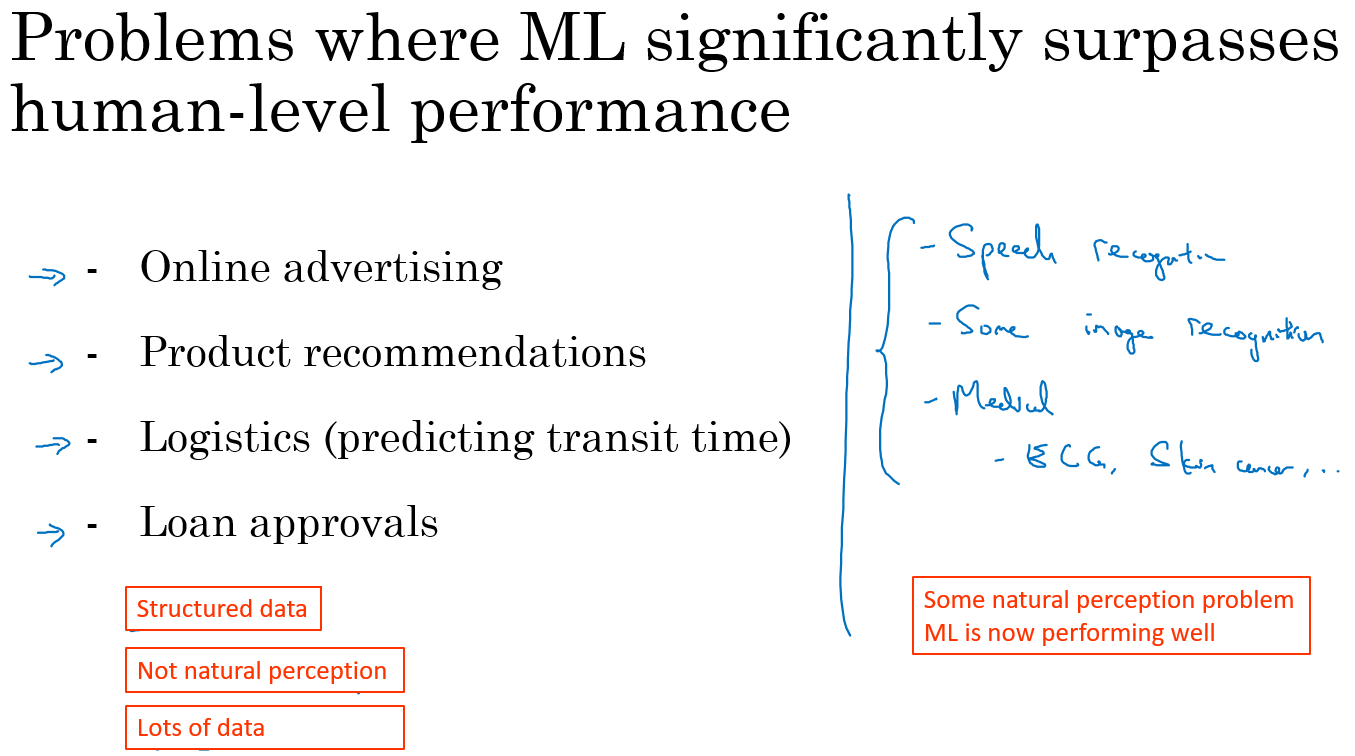 Problems where ML significantly surpasses
human-level performance
- Online advertising
- Product recommendations
- Logistics (predicting transit time)
- Loan approvals
Structured data
Not natural perception
Lots of data
- Speech recognition
- Some image recognition
- Medical
- ECG, Skin cancer, ...
Some natural perception problem
ML is now performing well